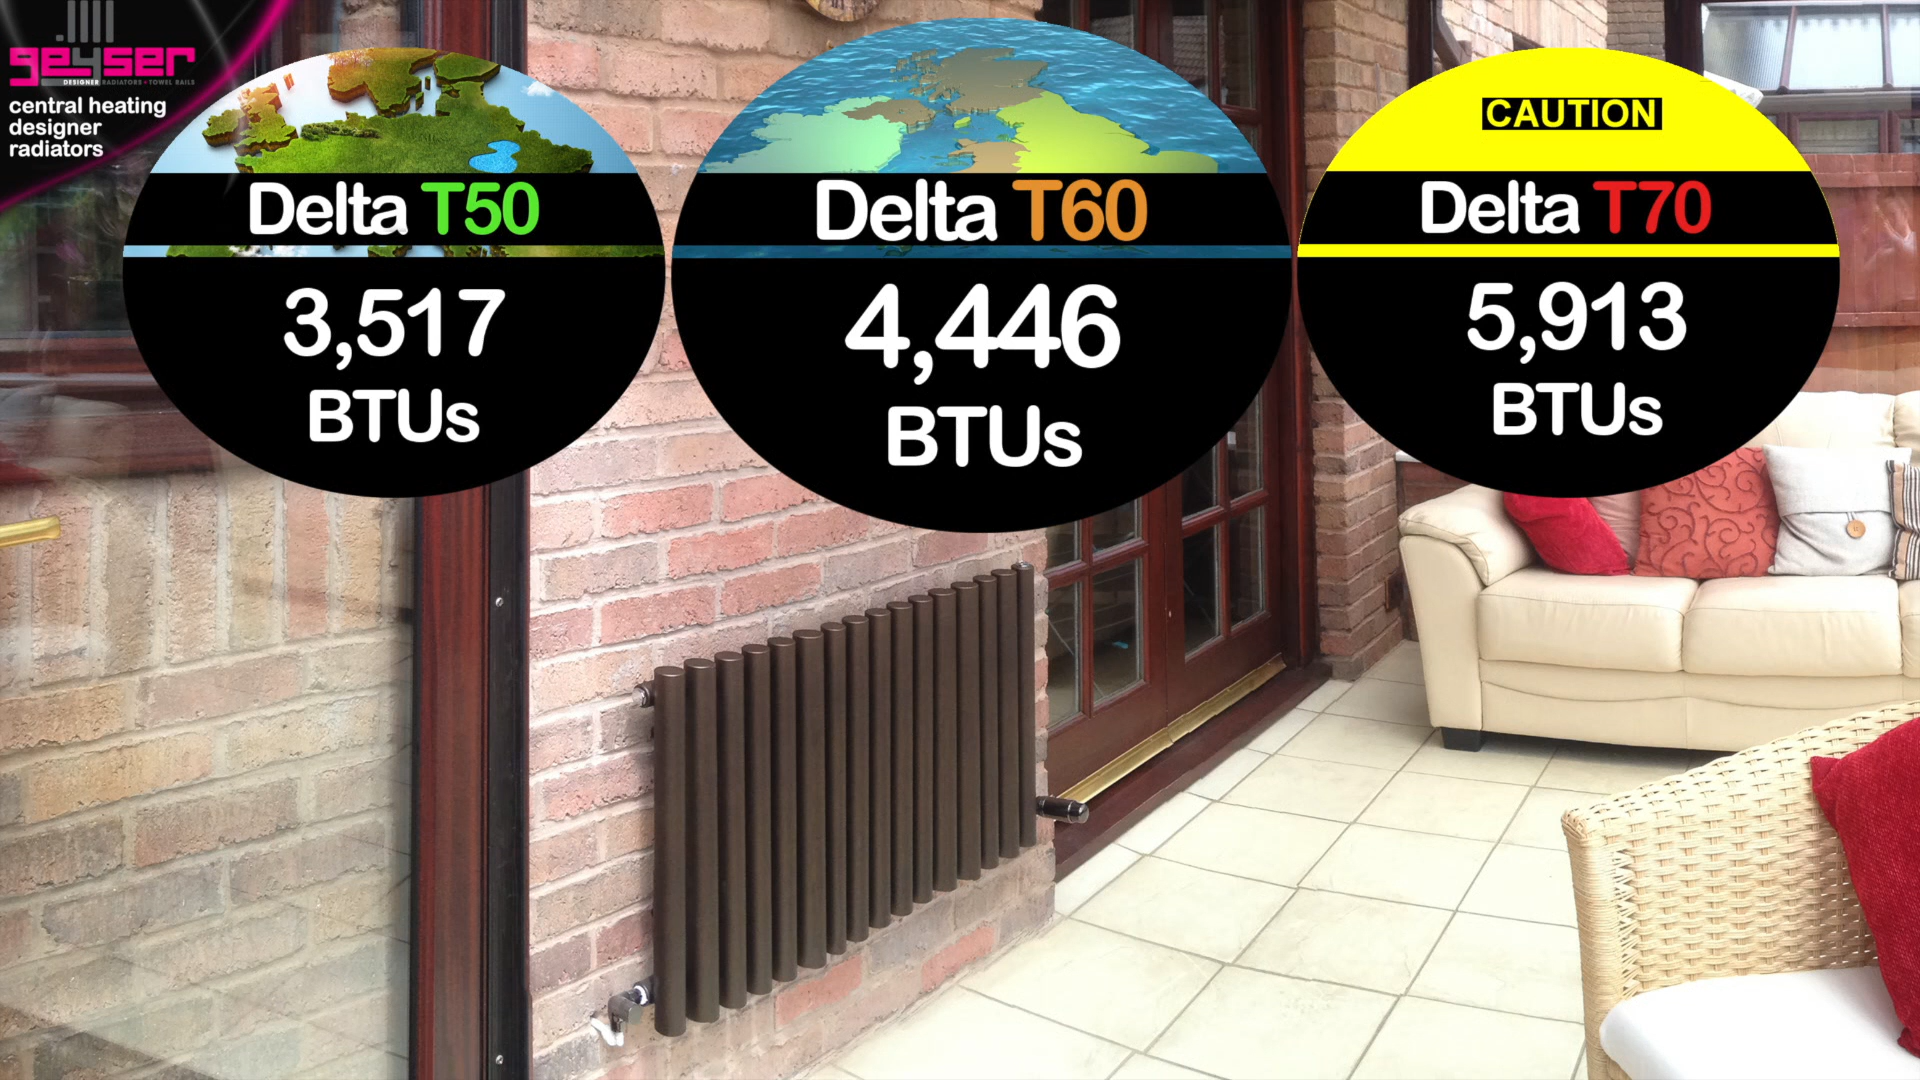 geyser
DESIGNER RADIATORS • TOWEL RAILS
central heating
designer
radiators
Delta T50
3,517
BTUs
Delta T60
4,446
BTUs
CAUTION
Delta T70
5,913
BTUs